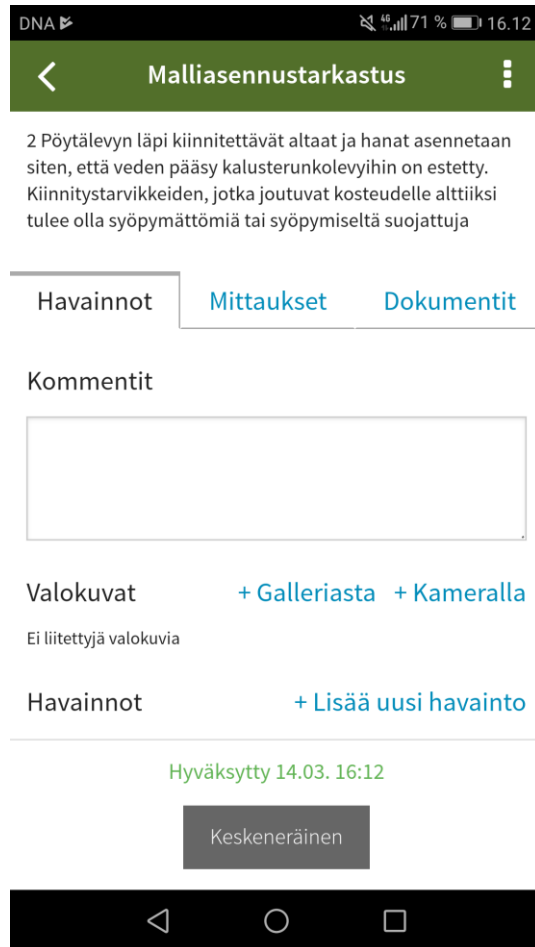 DNA 4G 71 % 16.12
Malliasennustarkastus
2 Pöytälevyn läpi kiinnitettävät altaat ja hanat asennetaan
siten, että veden pääsy kalusterunkolevyihin on estetty.
Kiinnitystarvikkeiden, jotka joutuvat kosteudelle alttiiksi
tulee olla syöpymättömiä tai syöpymiseltä suojattuja
Havainnot Mittaukset Dokumentit
Kommentit
Valokuvat + Galleriasta + Kameralla
Ei liitettyjä valokuvia
Havainnot + Lisää uusi havainto
Hyväksytty 14.03. 16:12
Keskeneräinen